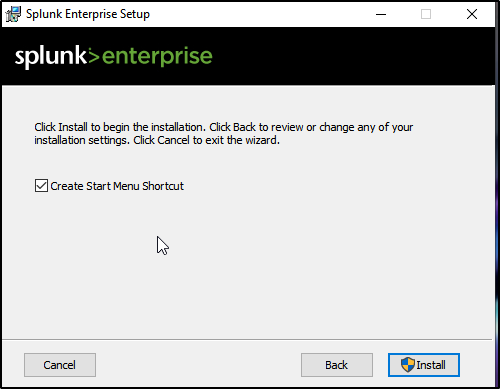 Splunk Enterprise Setup
splunk>enterprise
Click Install to begin the installation. Click Back to review or change any of your
installation settings. Click Cancel to exit the wizard.
Create Start Menu Shortcut
Cancel
Back
Install